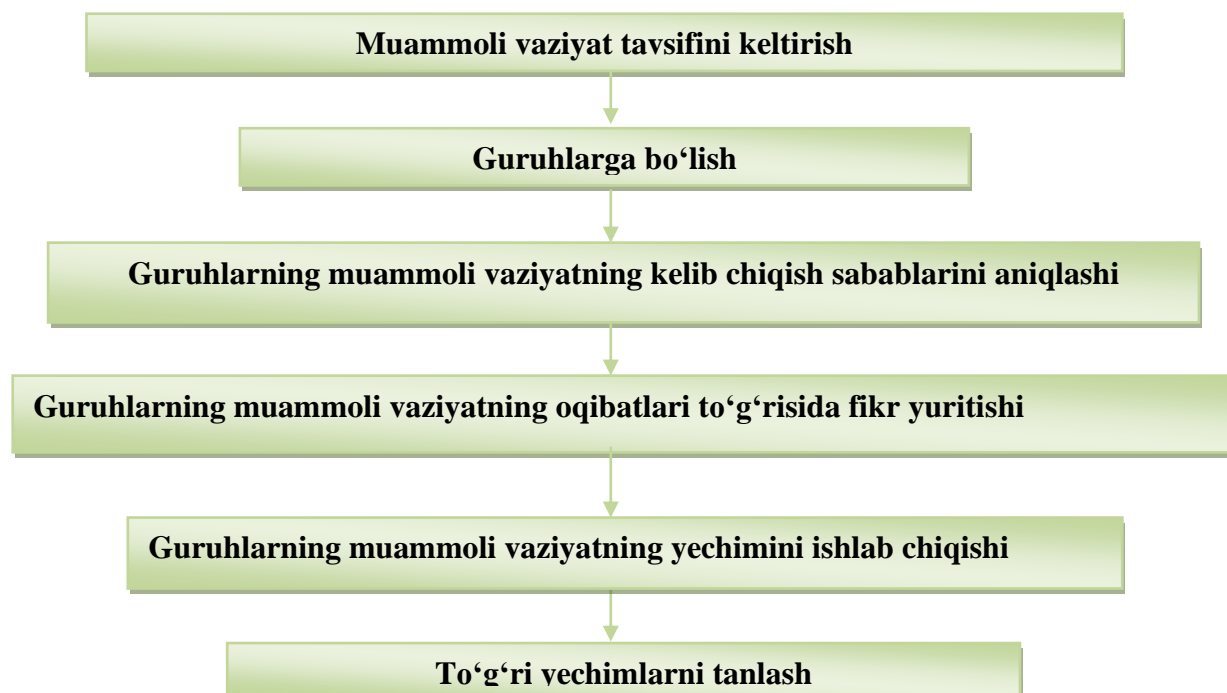 Muammoli vaziyat tavsifini keltirish
Guruhlarga bo‘lish
Guruhlarning muammoli vaziyatning kelib chiqish sabablarini aniqlashi
Guruhlarning muammoli vaziyatning oqibatlari to‘g‘risida fikr yuritishi
Guruhlarning muammoli vaziyatning yechimini ishlab chiqishi
To‘g‘ri yechimlarni tanlash